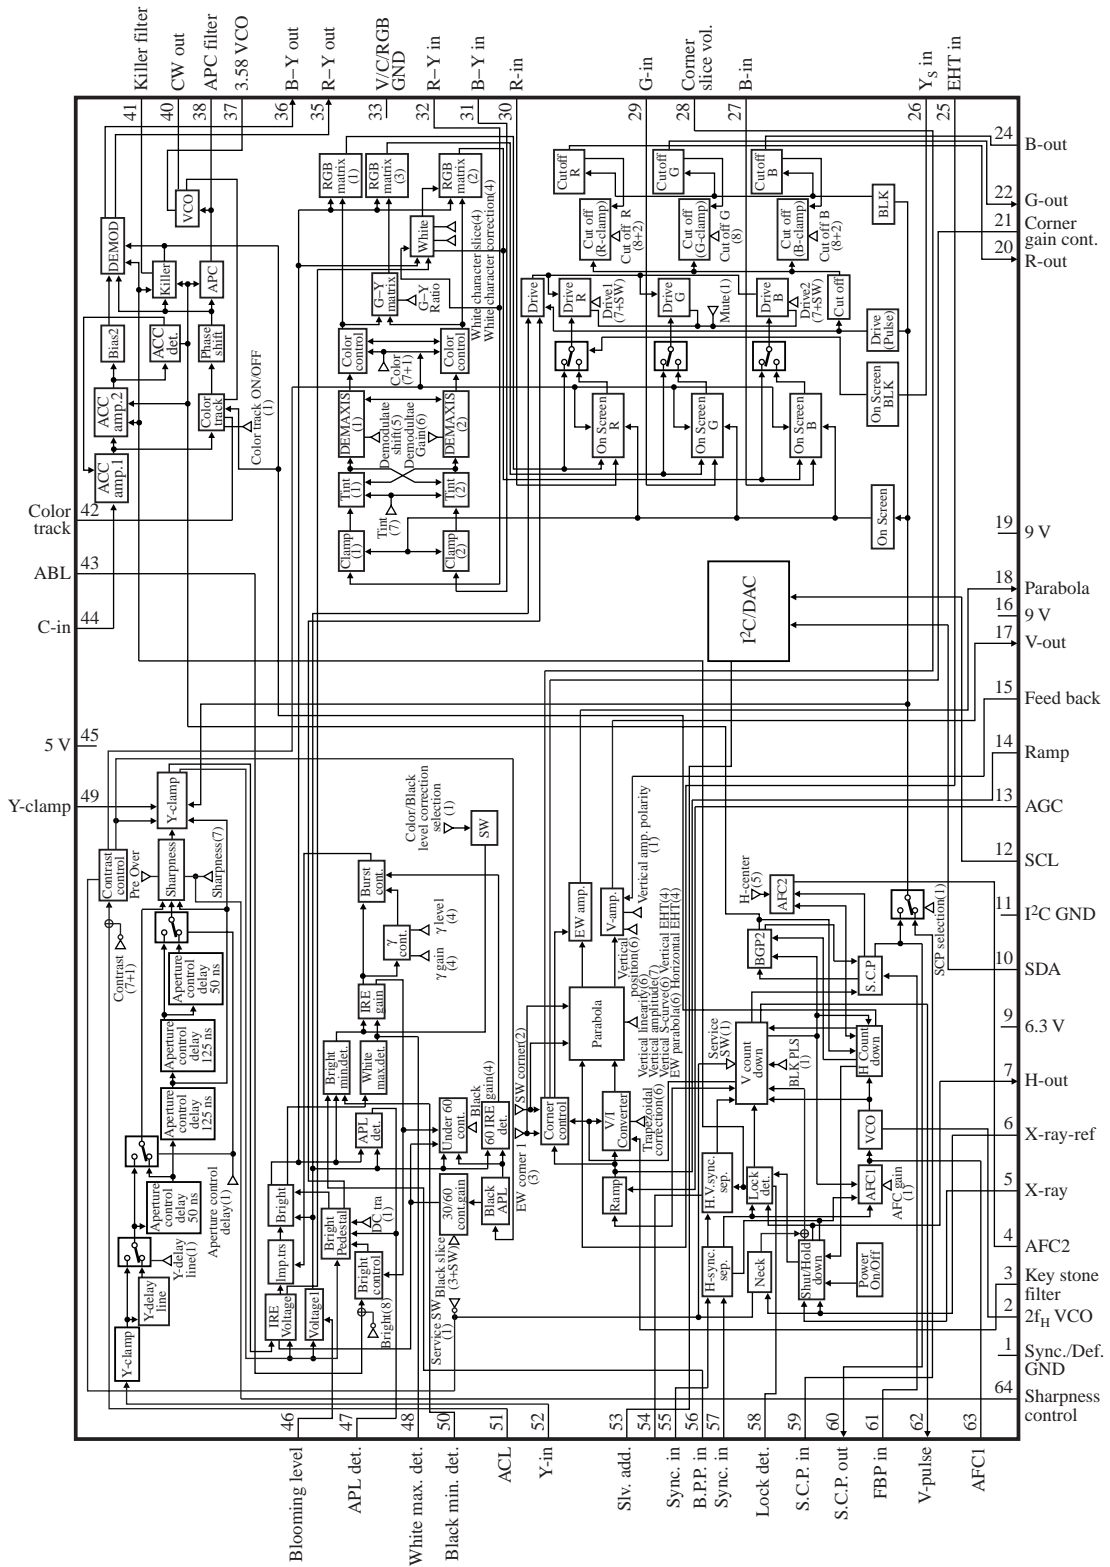 Killer filter
CW out
APC filter
3.58 VCO
B−Y out
R−Y out
V/C/RGB
GND
R−Y in
B−Y in
R-in
G-in
Corner
slice vol.
B-in
YS in
EHT in
41
40
38
37
36
35
33
32
31
30
29
28
27
26
25
24
B-out
22
G-out
21
Corner
gain cont.
20
R-out
19
9 V
18
Parabola
16
9 V
17
V-out
15
Feed back
14
Ramp
13
AGC
12
SCL
11
I2C GND
10
SDA
9
6.3 V
7
H-out
6
X-ray-ref
5
X-ray
4
AFC2
3
Key stone
filter
2
2fH VCO
1
Sync./Def.
GND
64
Sharpness
control
42
Color
track
43
ABL
44
C-in
45
5 V
49
Y-clamp
46
47
48
50
51
52
53
54
55
56
57
58
59
60
61
62
63
Blooming level
APL det.
White max. det.
Black min. det.
ACL
Y-in
Slv. add.
Sync. in
B.P.P. in
Sync. in
Lock det.
S.C.P. in
S.C.P. out
FBP in
V-pulse
AFC1
VCO
DEMOD
Killer
APC
Bias2
ACC
det.
Phase
shift
ACC
amp.2
Color
track
Color track ON/OFF
(1)
ACC
amp.1
RGB
matrix
(1)
RGB
matrix
(3)
RGB
matrix
(2)
White
White character slice(4)
White character correction(4)
G−Y
matrix
G−Y
Ratio
Color
control
Color
(7+1)
Color
control
DEMAXIS
(1)
Demodulate
shift(5)
Demodultae
Gain(6)
DEMAXIS
(2)
Tint
(1)
Tint
(7)
Tint
(2)
Clamp
(1)
Clamp
(2)
Cutoff
R
Cutoff
G
Cutoff
B
Cut off
(R-clamp)
Cut off R
(8+2)
Cut off
(G-clamp)
Cut off G
(8)
Cut off
(B-clamp)
Cut off B
(8+2)
BLK
Drive
Drive
R
Drive1
(7+SW)
Drive
G
Mute(1)
Drive
B
Drive2
(7+SW)
Cut off
Drive
(Pulse)
On Screen
R
On Screen
G
On Screen
B
On Screen
BLK
On Screen
I2C/DAC
Y-clamp
Contrast
control
Pre Over
Sharpness
Sharpness(7)
Contrast
(7+1)
Aperture
control
delay
50 ns
Aperture
control
delay
125 ns
Aperture
control
delay
125 ns
Aperture
control
delay
50 ns
Aperture control
delay(1)
Y-delay
line(1)
Y-delay
line
Y-clamp
Color/Black
level correction
selection
(1)
SW
Burst
cont.
γ
cont.
γ level
(4)
γ gain
(4)
IRE
gain
Bright
min.det.
White
max.det.
APL
det.
Under 60
cont.
Black
60 IRE
det.
gain(4)
Bright
Imp.trs
IRE
Voltage
Voltage1
Bright
Pedestal
DC tra
(1)
Bright
control
Bright(8)
30/60
cont.gain
Black
APL
Black slice
(3+SW)
Service SW
(1)
SW corner(2)
EW corner 1
(3)
Corner
control
EW amp.
V-amp.
Vertical amp. polarity
(1)
Vertical
position(6)
Parabola
Vertical linearity(6)
Vertical amplitude(7)
Vertical S-curve(6) Vertical EHT(4)
EW parabola(6) Horizontal EHT(4)
V/I
Converter
Trapezoidal
correction(6)
Ramp
H-center
(5)
AFC2
BGP2
S.C.P
SCP selection(1)
Service
SW(1)
V
count
down
BLK PLS
(1)
H Count
down
VCO
AFC1
AFC gain
(1)
H.V.sync.
sep.
Lock
det.
H-sync.
sep.
Neck
Shut/Hold
down
Power
On/Off